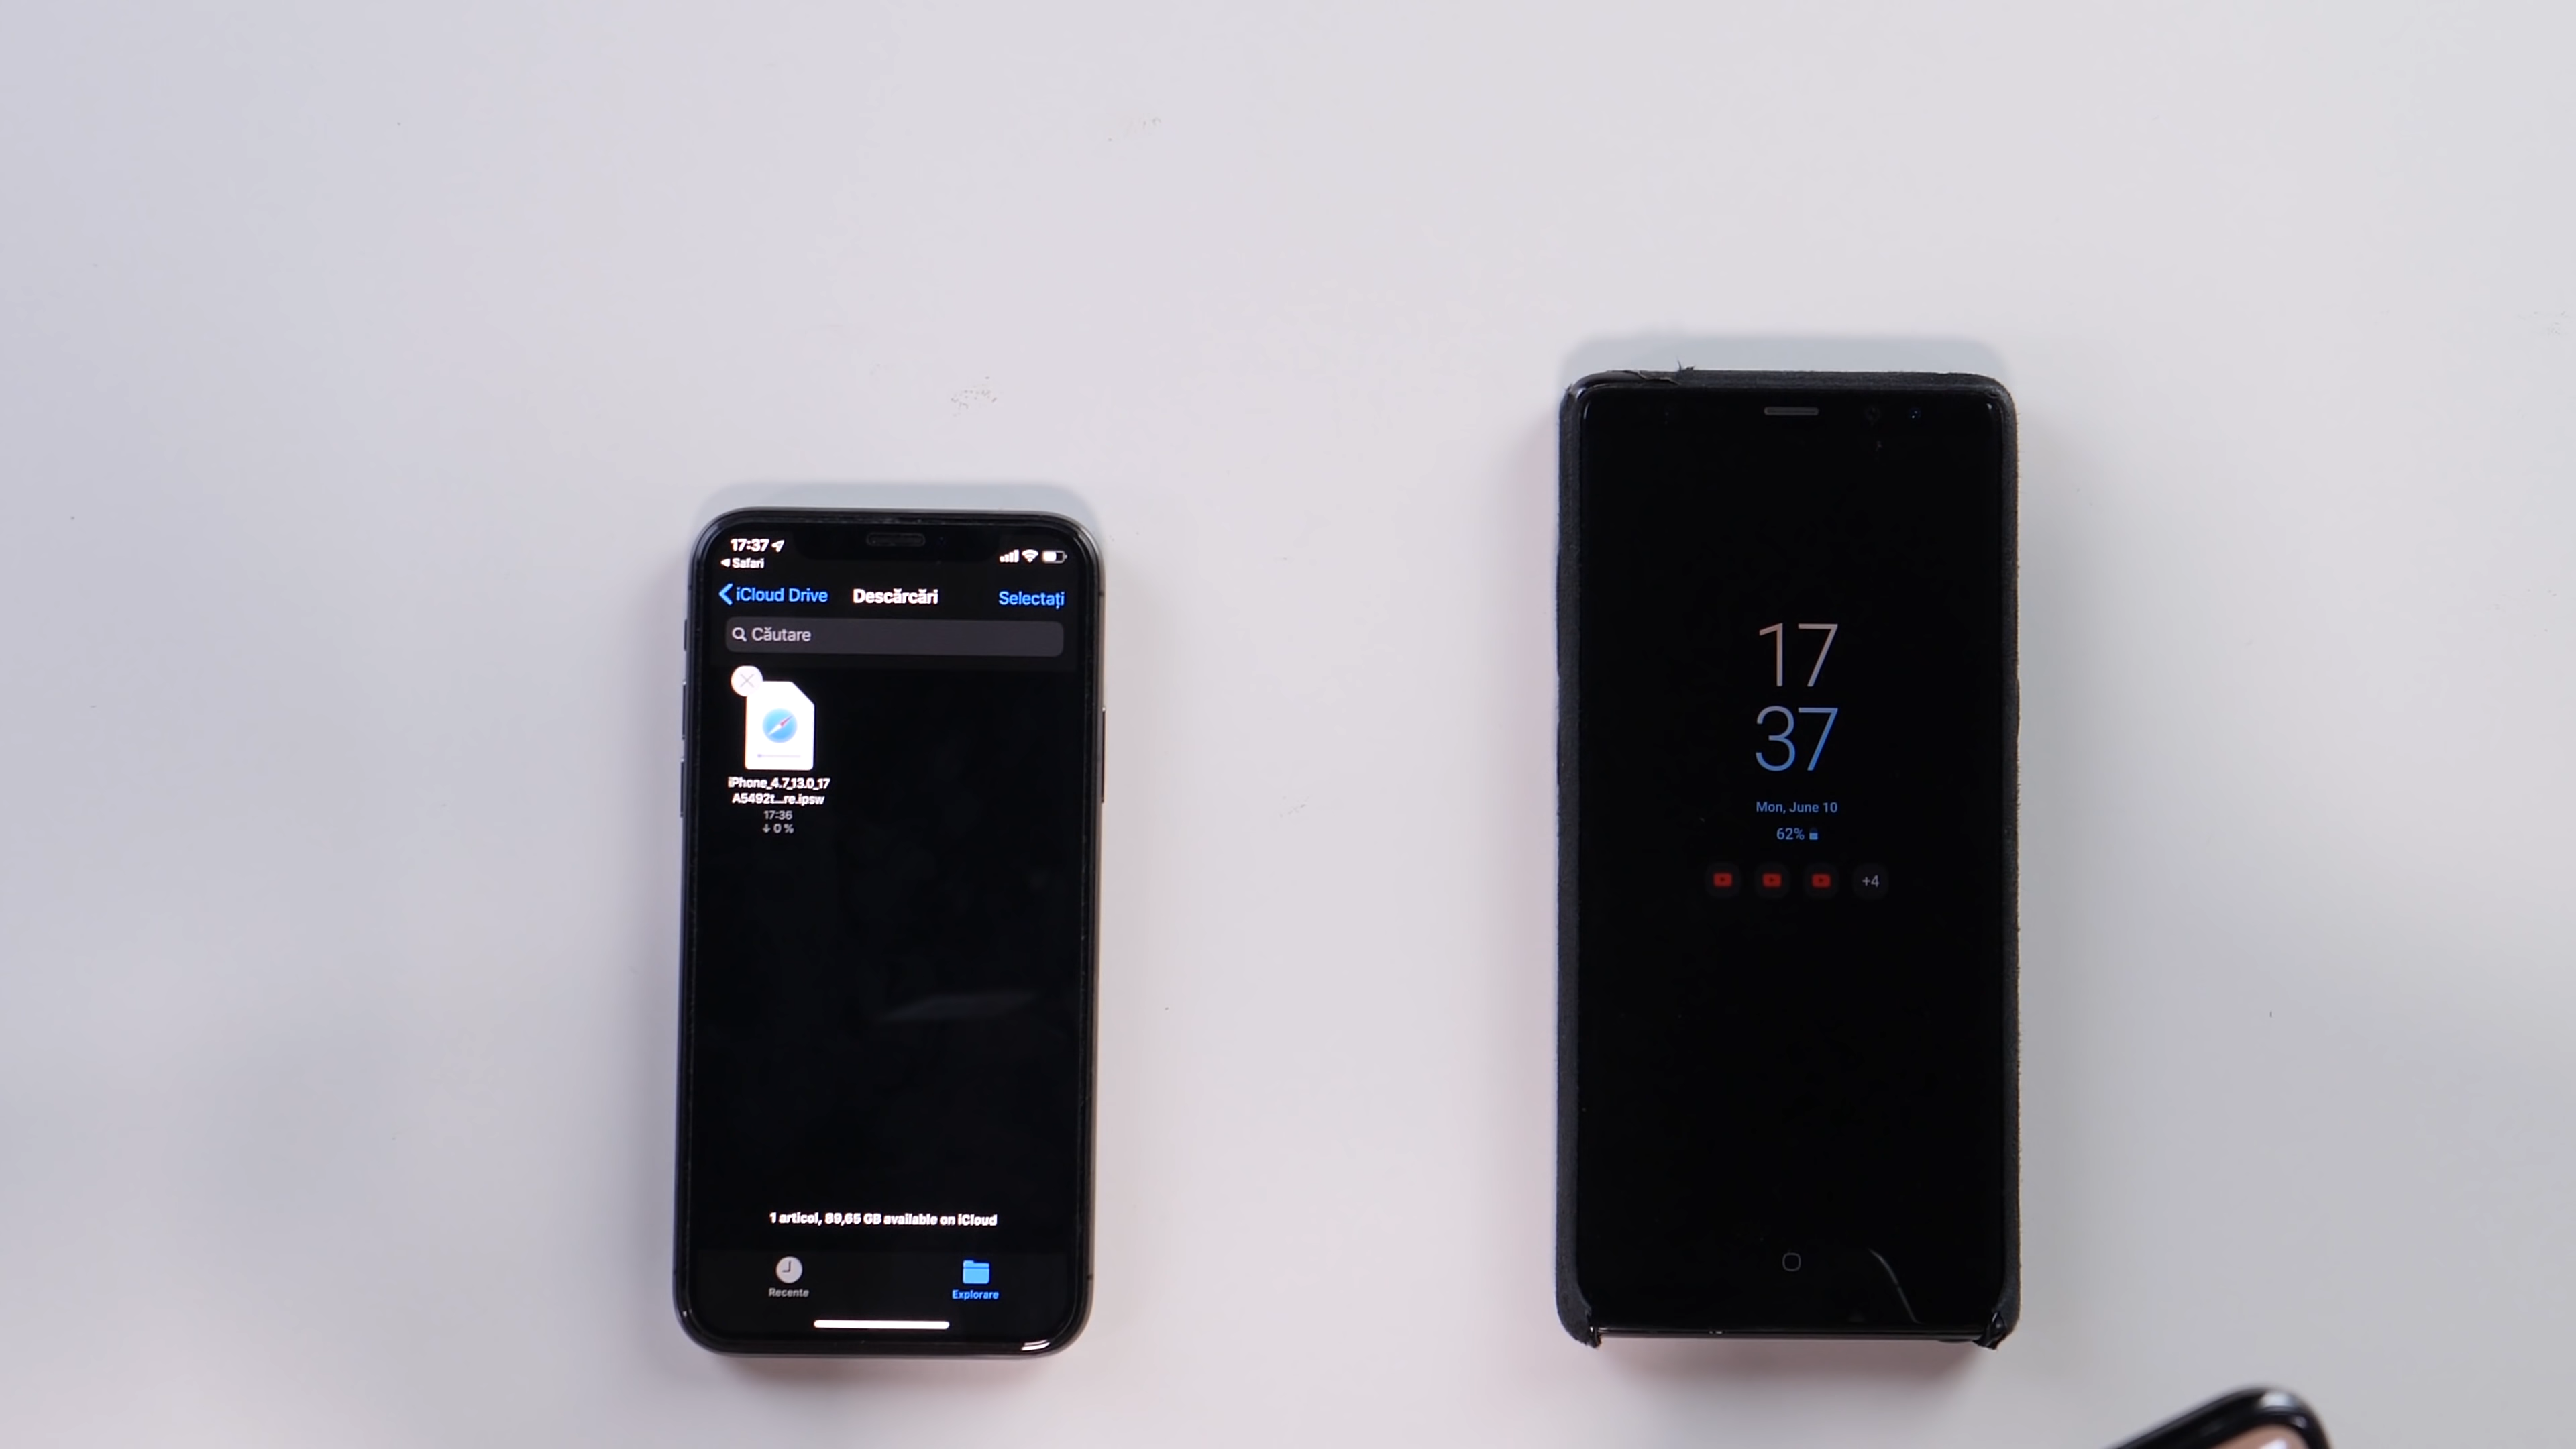 17:37
Safari
iCloud Drive
Descărcări
Selectați
Căutare
iPhone_4.7_13.0_17
A5492t...re.ipsw
17:36
0 %
1 articol, 89,65 GB available on iCloud
Recente
Explorare
17
37
Mon, June 10
62%
+4